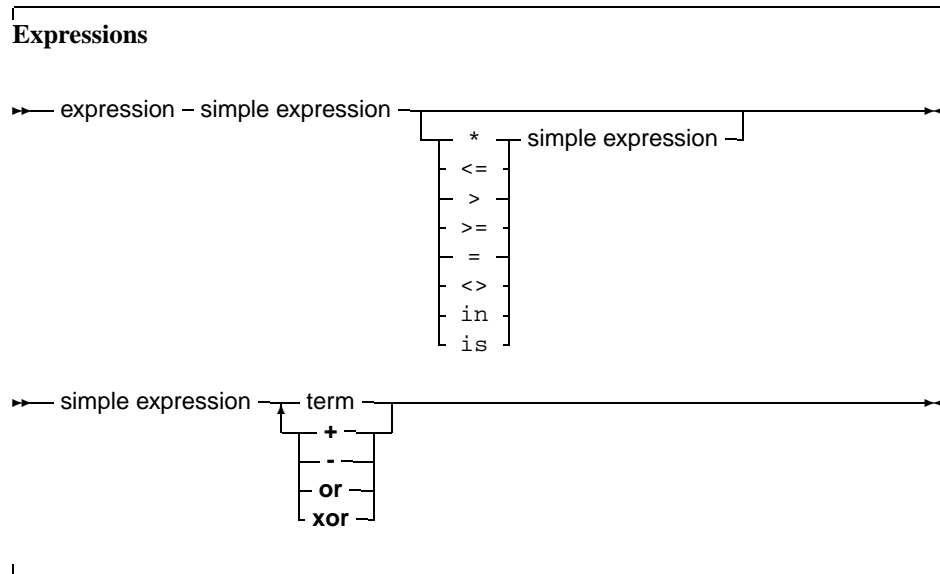 Expressions
expression simple expression
* simple expression
<=
>
>=
=
<>
in
is
simple expression term
+
-
or
xor